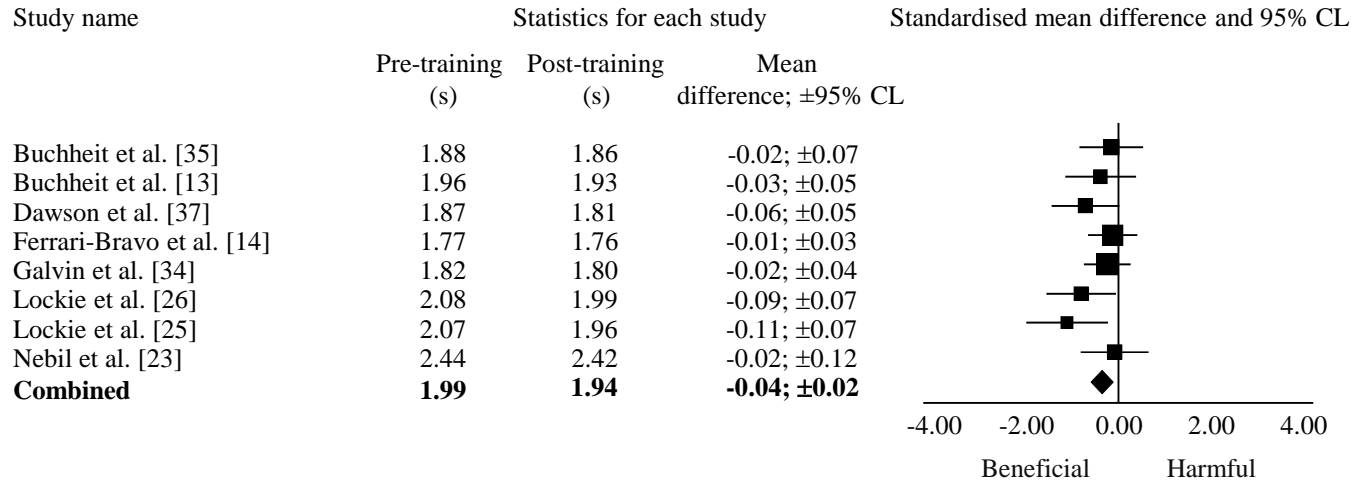 Study name Statistics for each study Standardised mean difference and 95% CL
Pre-training Post-training Mean
(s) (s) difference; ±95% CL
Buchheit et al. [35] 1.88 1.86 -0.02; ±0.07
Buchheit et al. [13] 1.96 1.93 -0.03; ±0.05
Dawson et al. [37] 1.87 1.81 -0.06; ±0.05
Ferrari-Bravo et al. [14] 1.77 1.76 -0.01; ±0.03
Galvin et al. [34] 1.82 1.80 -0.02; ±0.04
Lockie et al. [26] 2.08 1.99 -0.09; ±0.07
Lockie et al. [25] 2.07 1.96 -0.11; ±0.07
Nebil et al. [23] 2.44 2.42 -0.02; ±0.12
Combined 1.99 1.94 -0.04; ±0.02
-4.00 -2.00 0.00 2.00 4.00
Beneficial Harmful